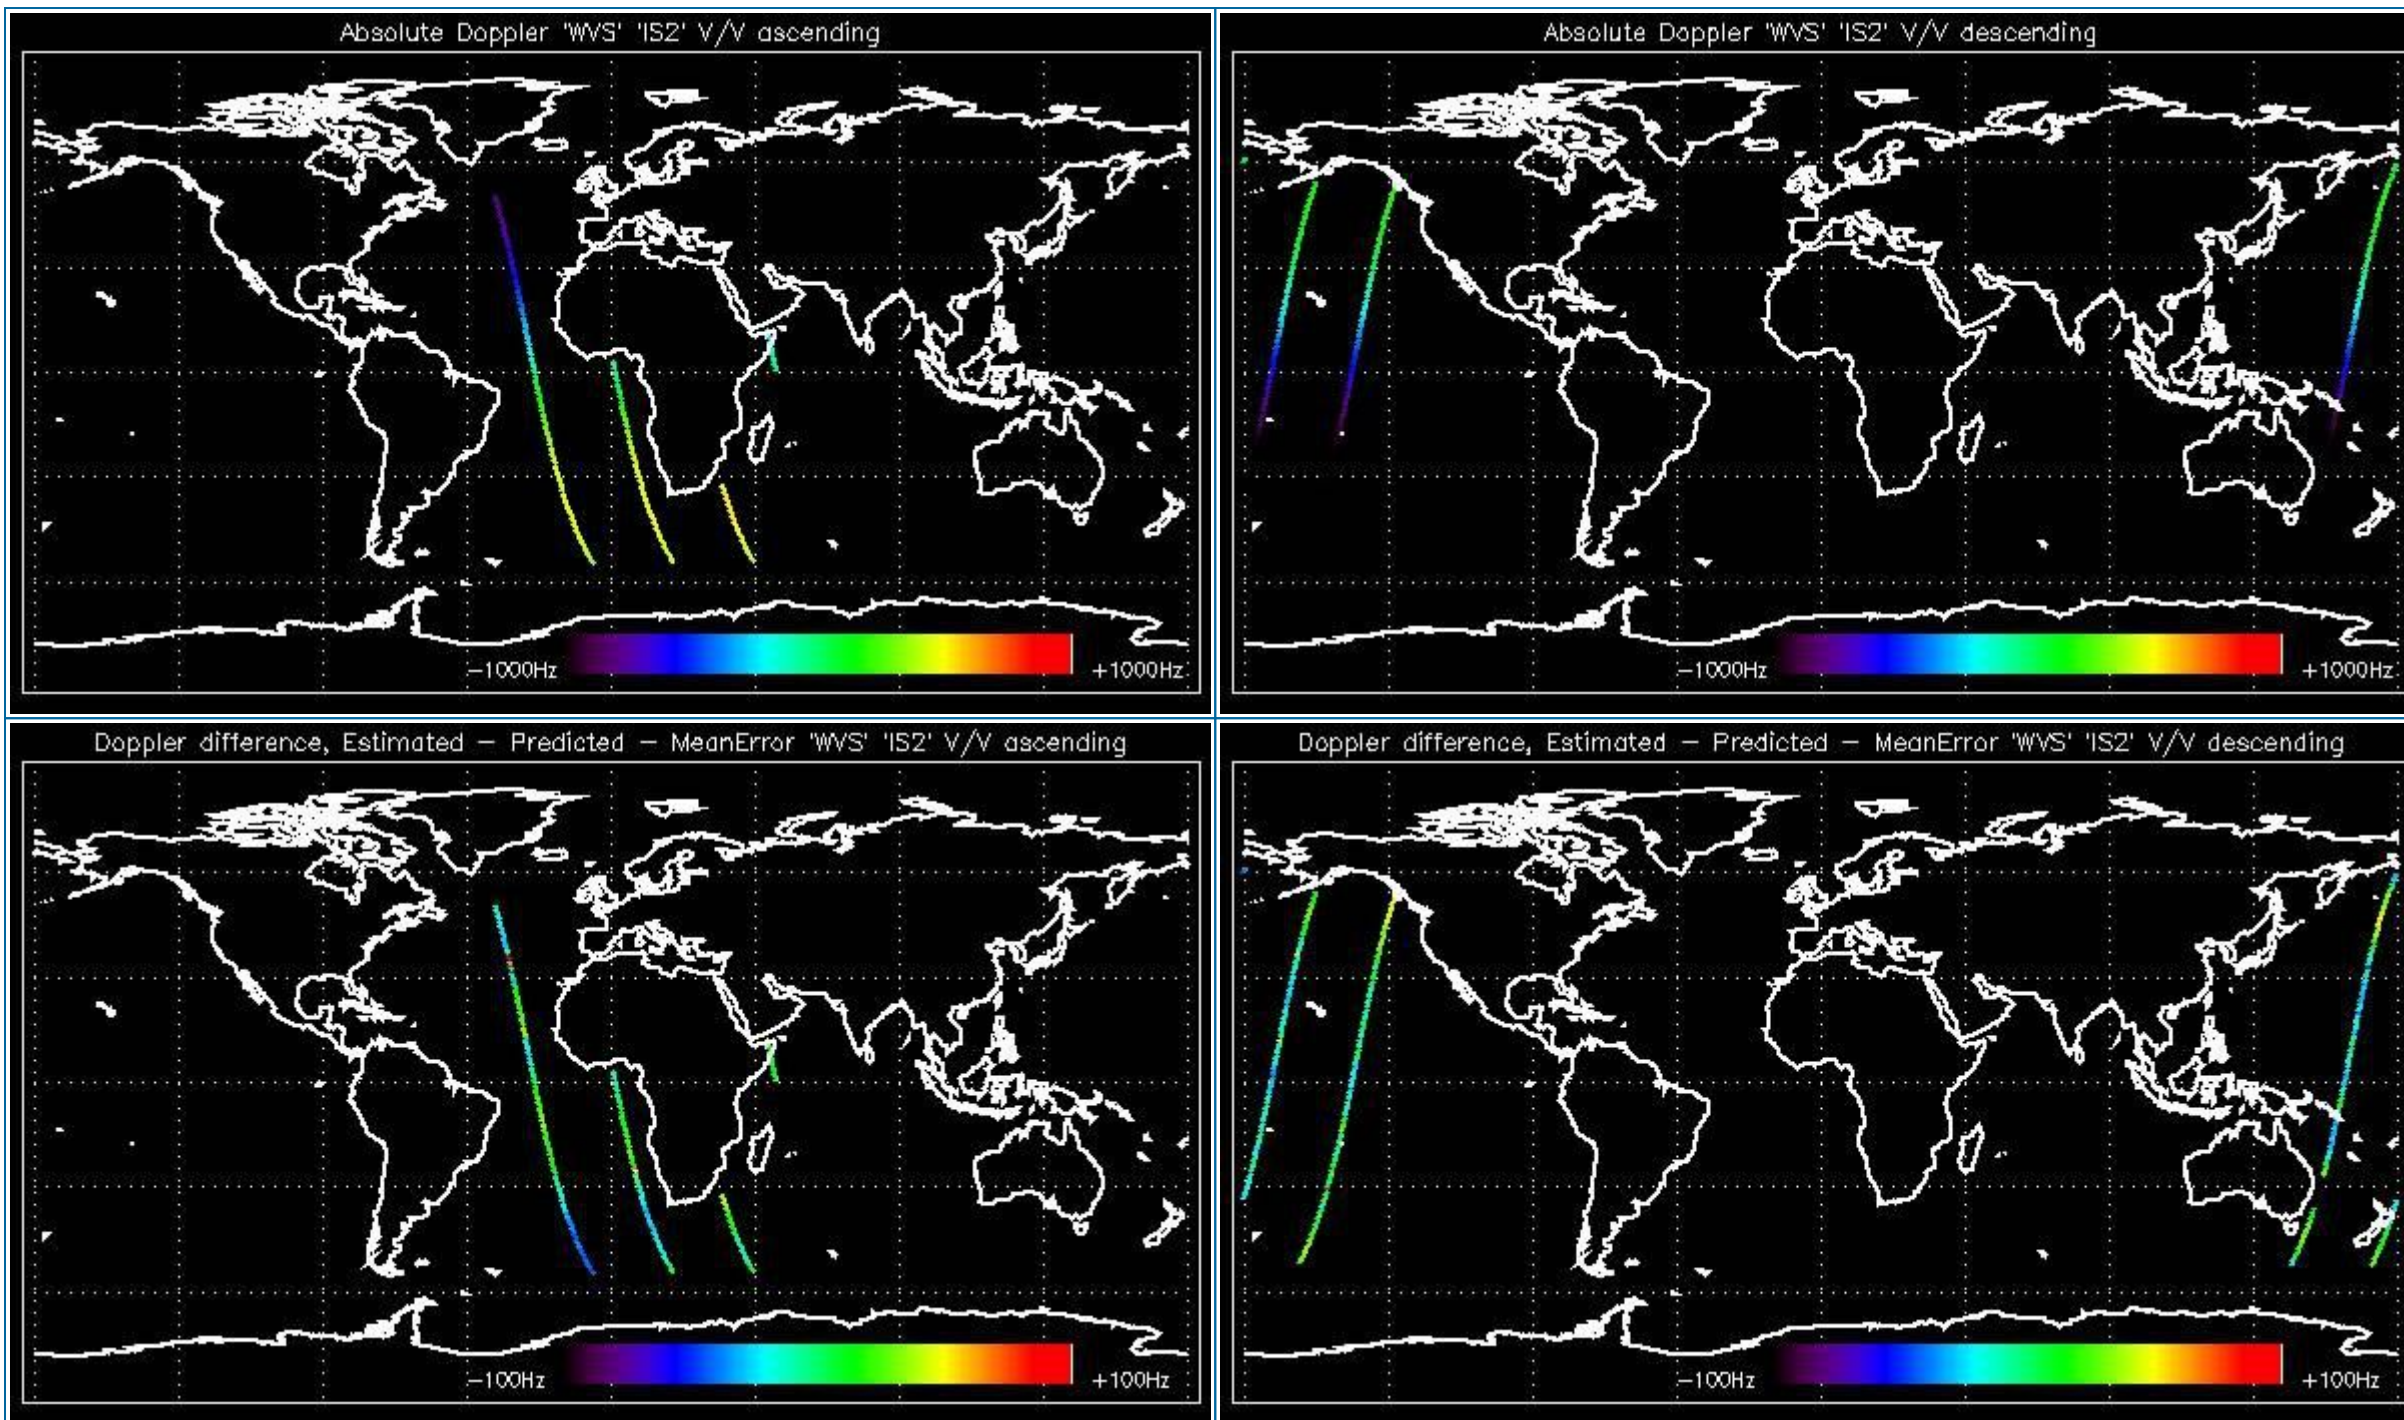 Absolute Doppler 'WVS' 'IS2' V/V ascending
-1000Hz
+1000Hz
Absolute Doppler 'WVS' 'IS2' V/V descending
-1000Hz
+1000Hz
Doppler difference, Estimated - Predicted - MeanError 'WVS' 'IS2' V/V ascending
-100Hz
+100Hz
Doppler difference, Estimated - Predicted - MeanError 'WVS' 'IS2' V/V descending
-100Hz
+100Hz